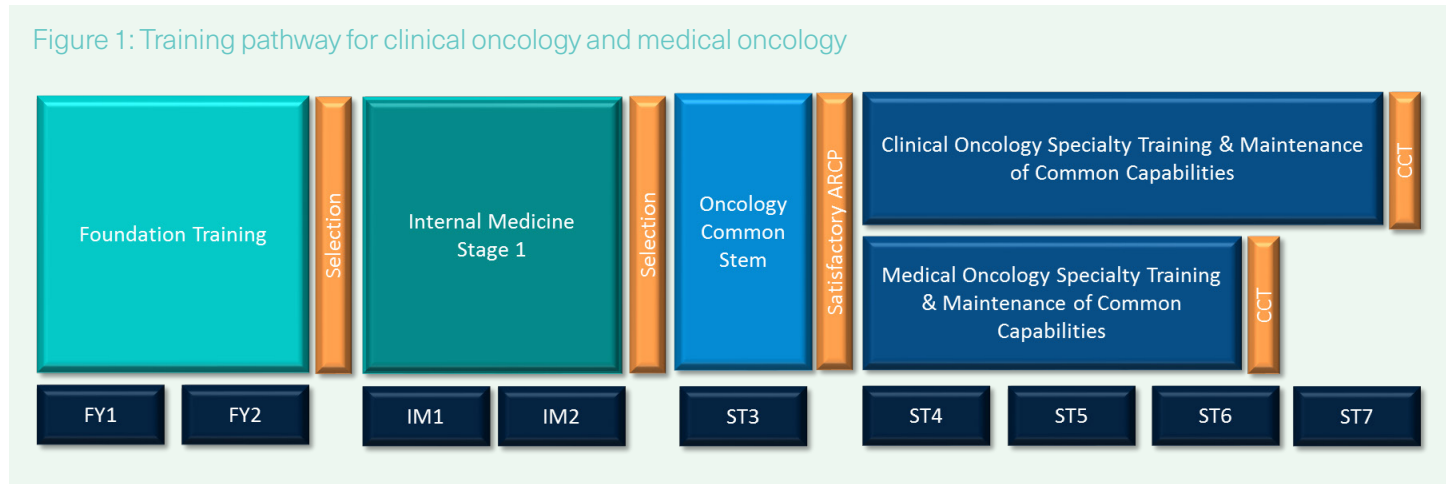 Figure 1: Training pathway for clinical oncology and medical oncology
Foundation Training
Selection
Internal Medicine
Stage 1
Selection
Oncology
Common
Stem
Satisfactory ARCP
Clinical Oncology Specialty Training & Maintenance
of Common Capabilities
CCT
Medical Oncology Specialty Training
& Maintenance of Common
Capabilities
CCT
FY1
FY2
IM1
IM2
ST3
ST4
ST5
ST6
ST7